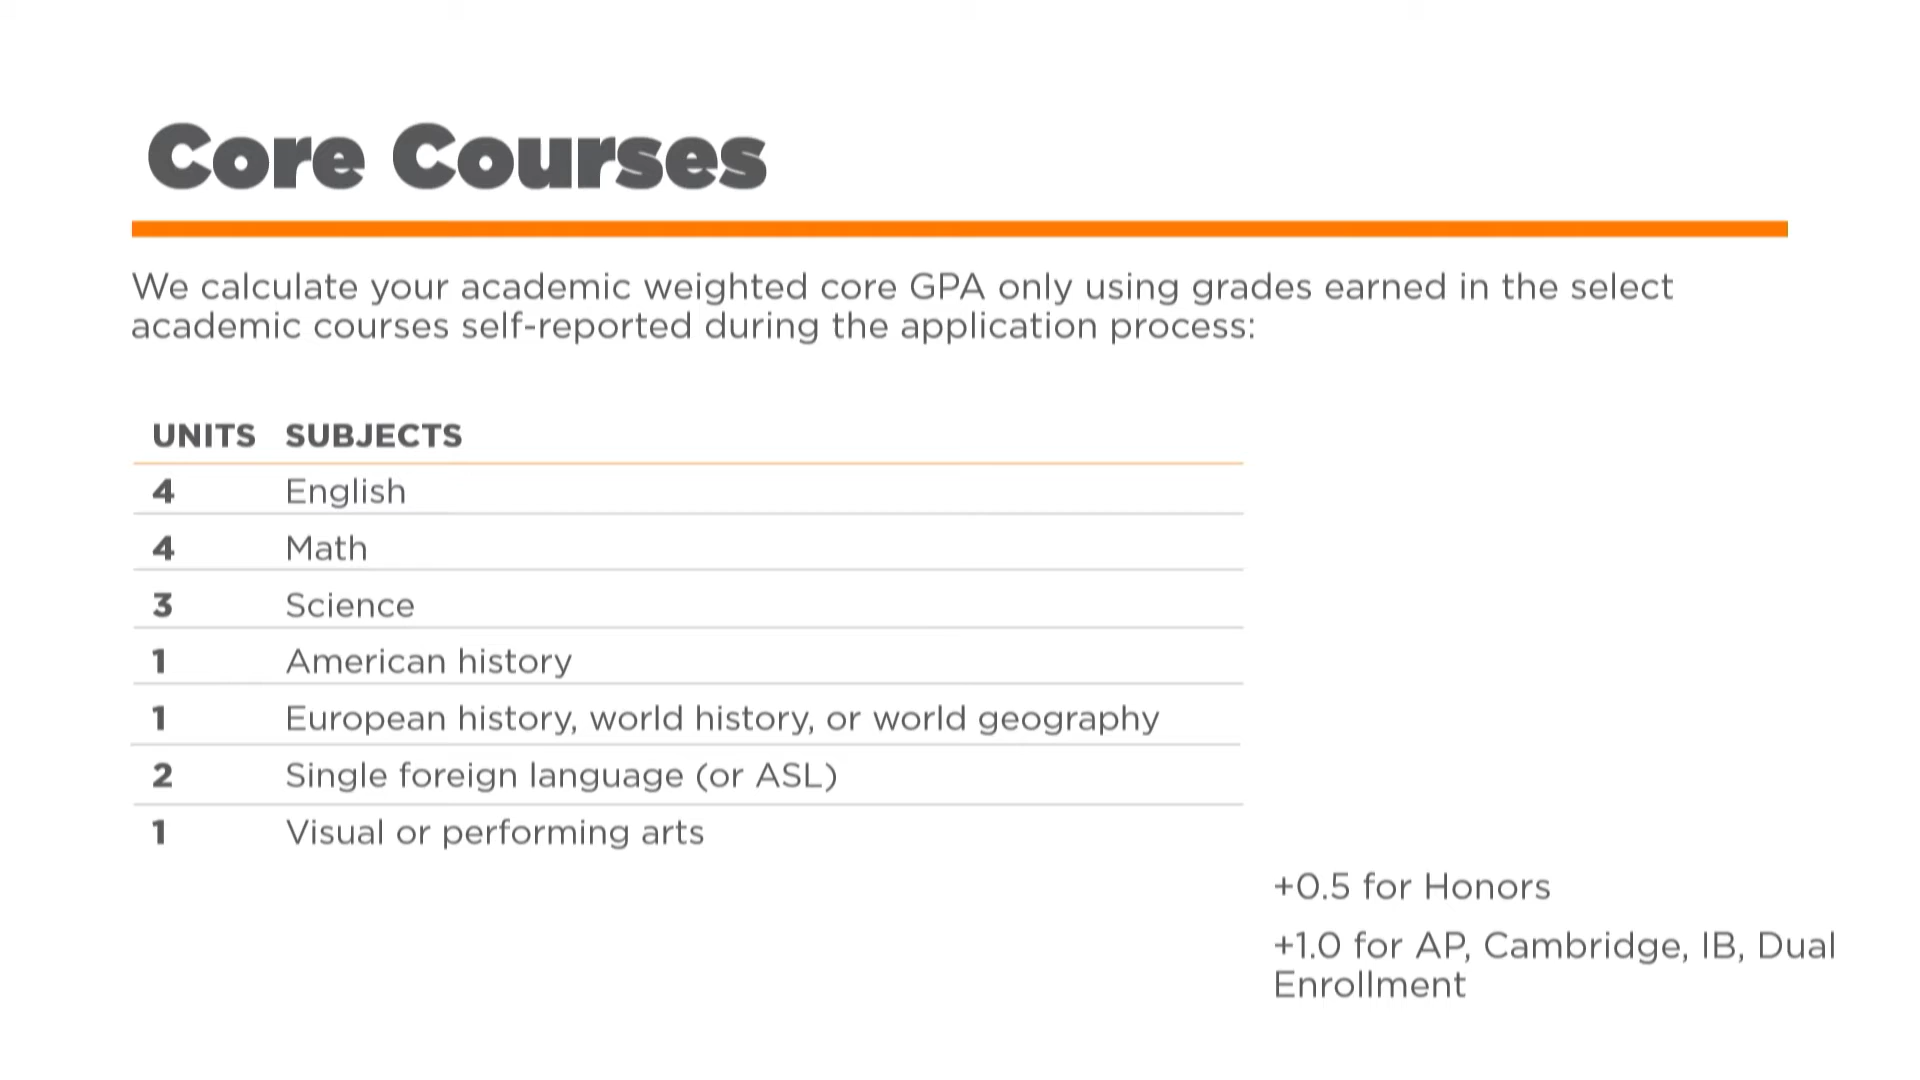 Core Courses
We calculate your academic weighted core GPA only using grades earned in the select
academic courses self-reported during the application process:
UNITS SUBJECTS
4 English
4 Math
3 Science
1 American history
1 European history, world history, or world geography
2 Single foreign language (or ASL)
1 Visual or performing arts
+0.5 for Honors
+1.0 for AP, Cambridge, IB, Dual
Enrollment